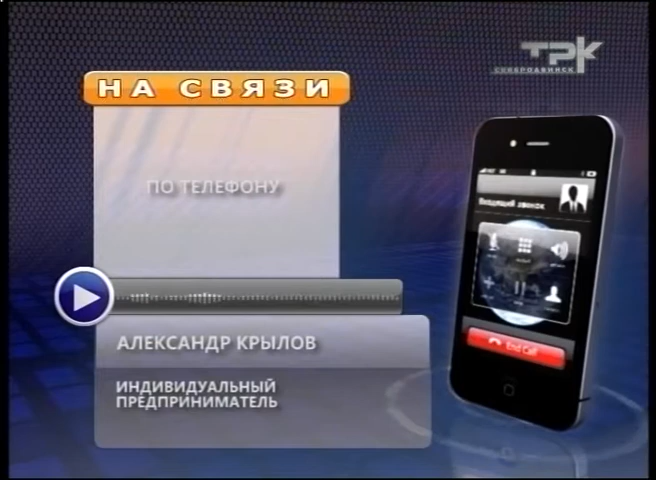 ТРК
СЕВЕРОДВИНСК
НА СВЯЗИ
ПО ТЕЛЕФОНУ
Входящий звонок
End Call
АЛЕКСАНДР КРЫЛОВ
ИНДИВИДУАЛЬНЫЙ
ПРЕДПРИНИМАТЕЛЬ